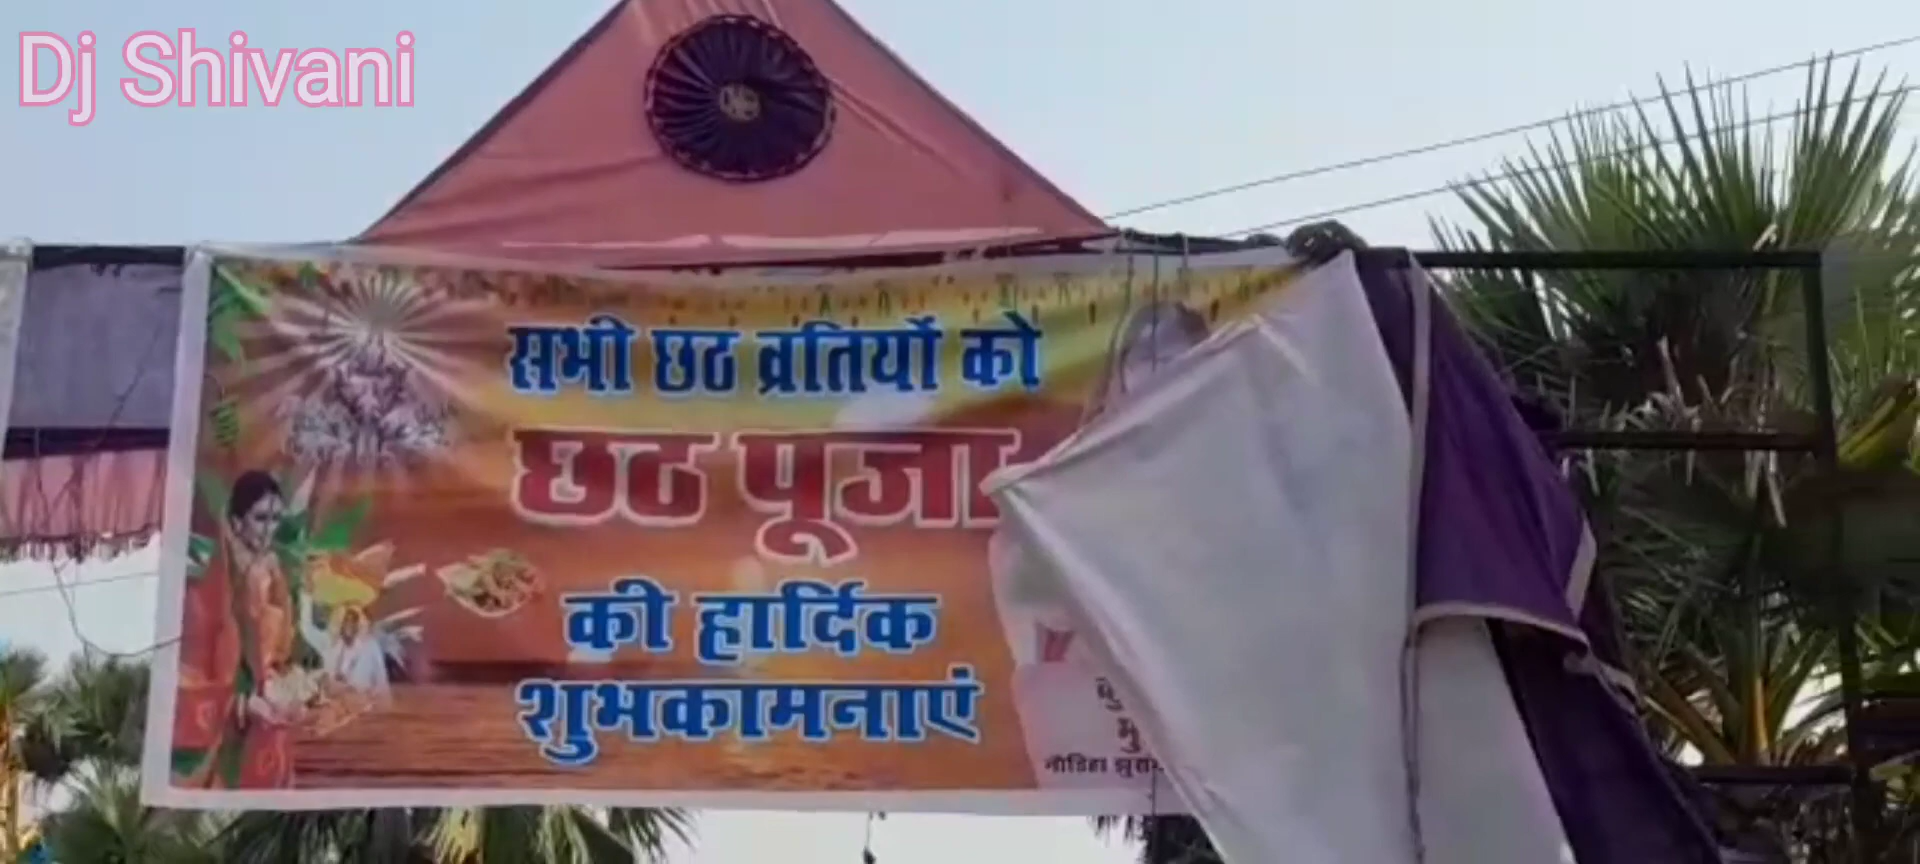 Dj Shivani
सभी छठ व्रतियों को
छठ पूजा
की हार्दिक
शुभकामनाएं